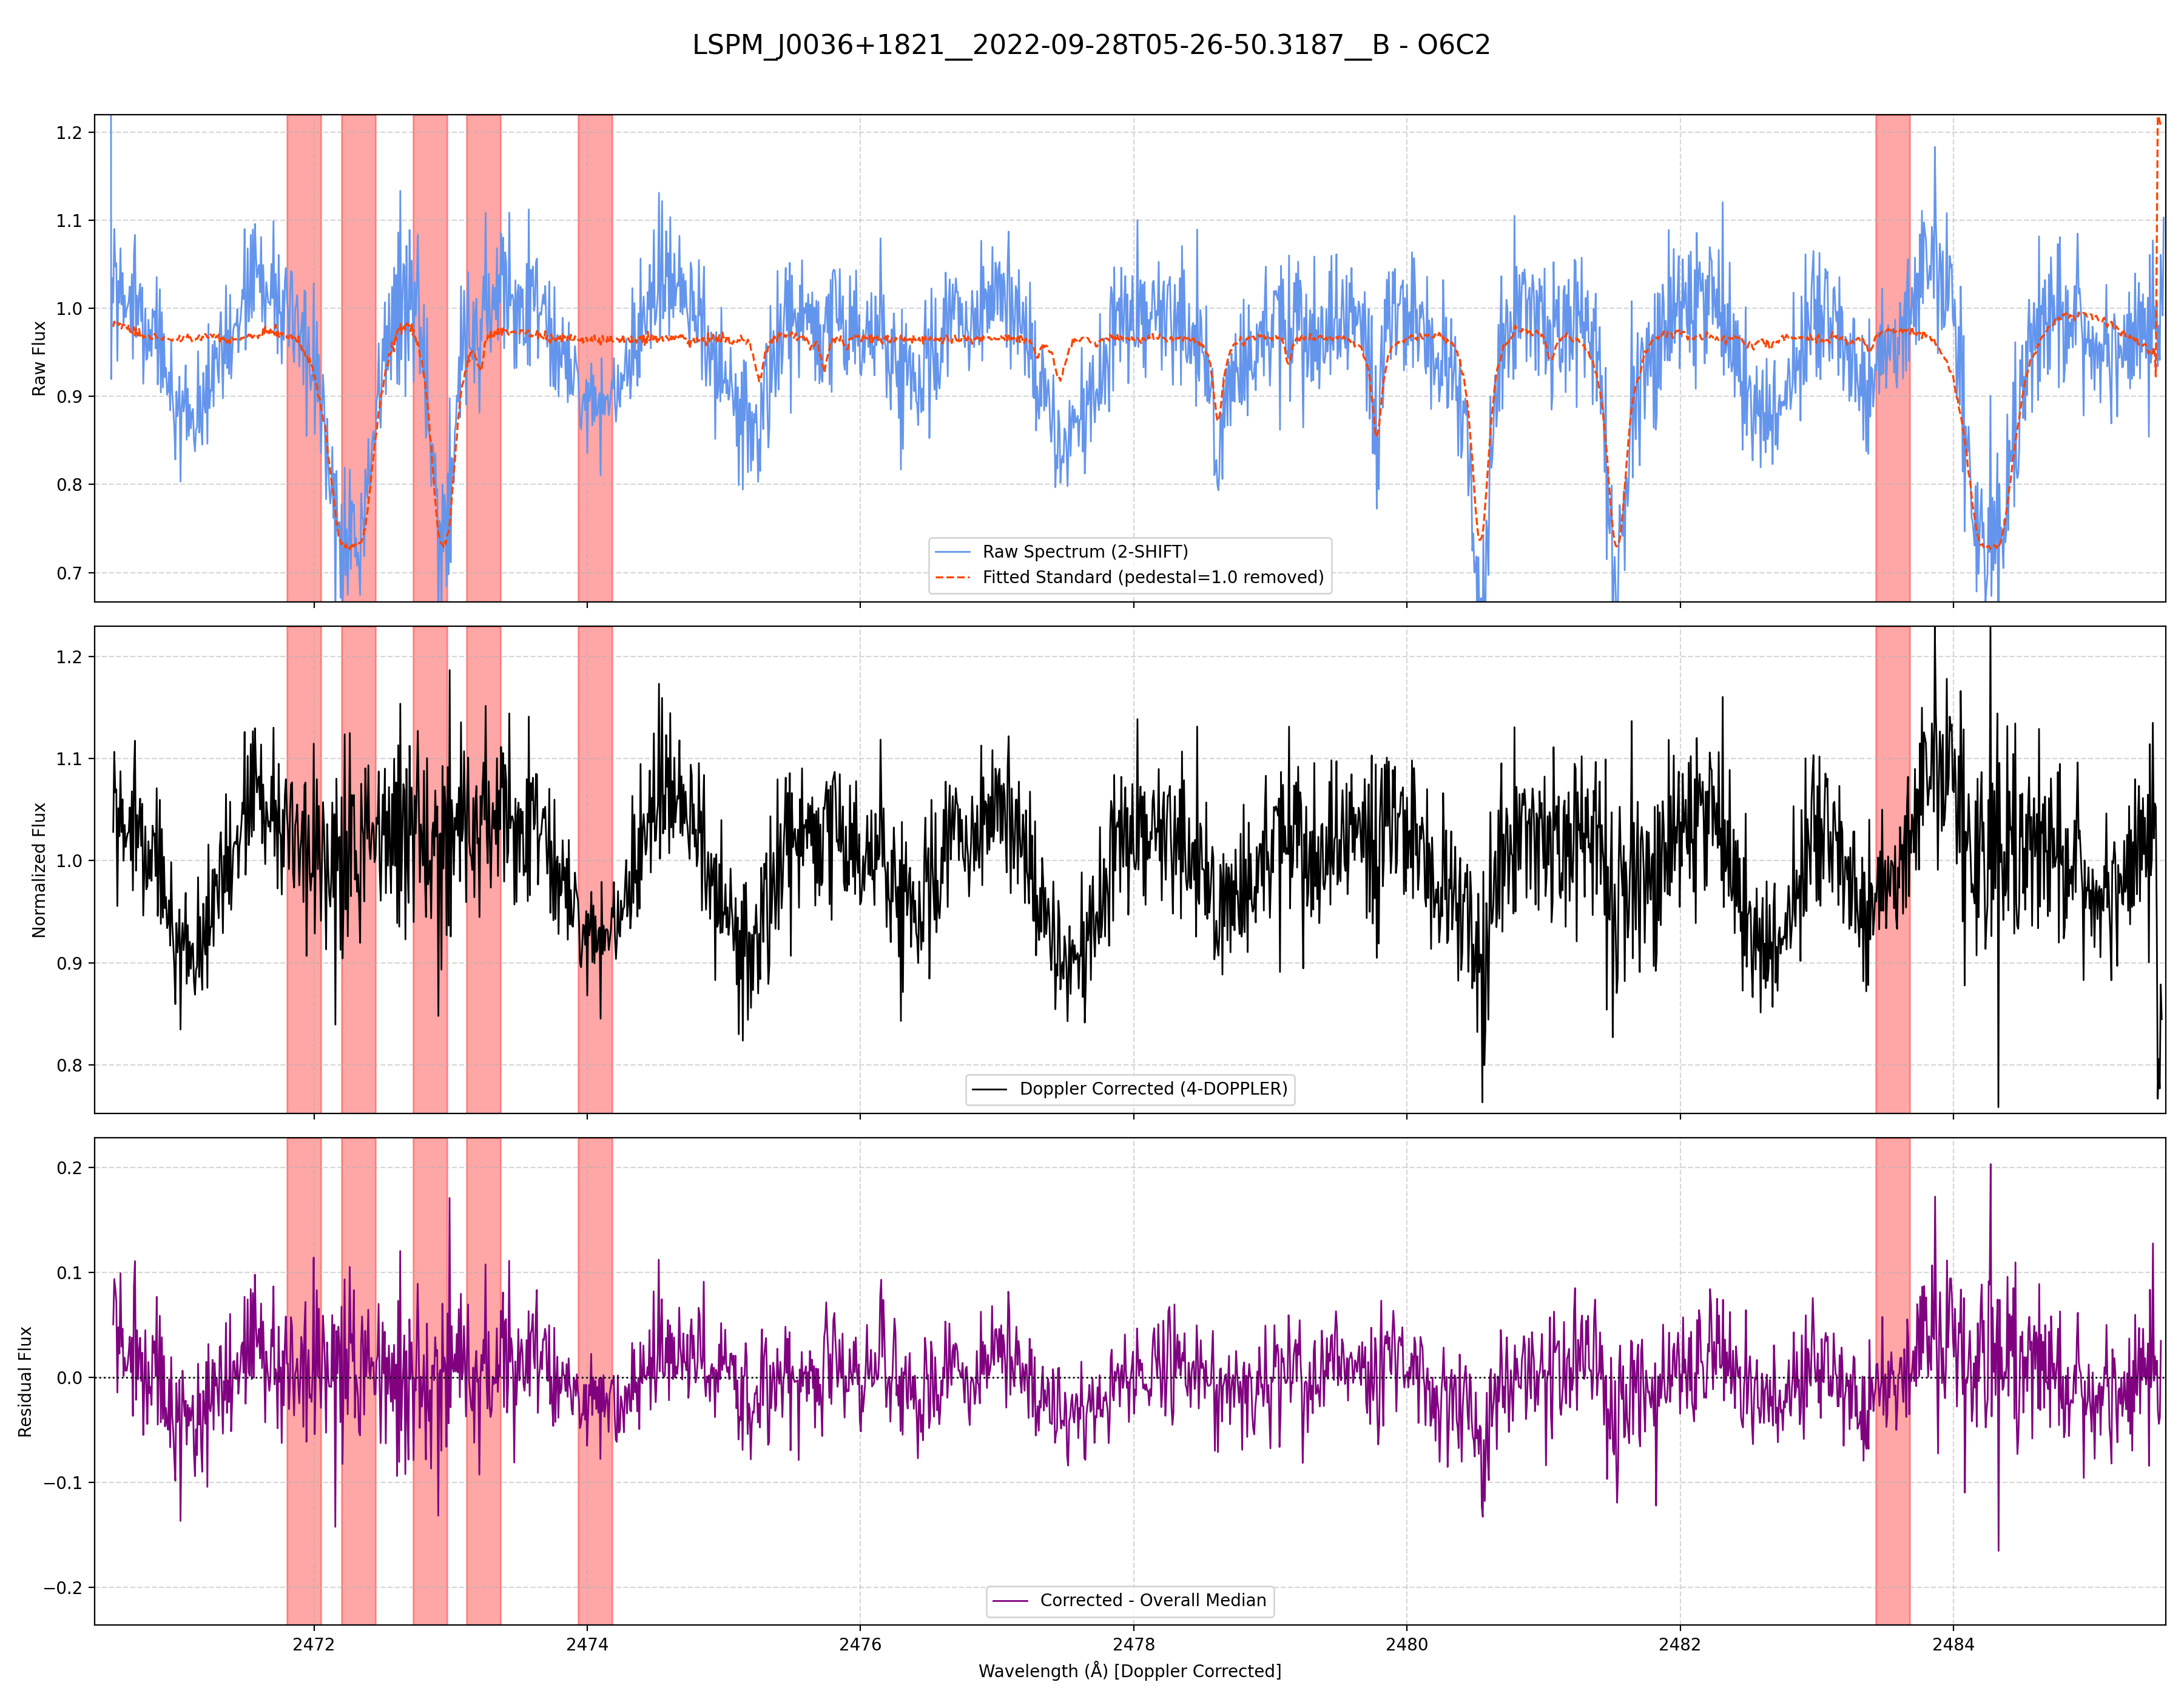 LSPM_J0036+1821__2022-09-28T05-26-50.3187__B - O6C2
1.2
1.1
1.0
0.9
0.8
0.7
Raw Flux
Raw Spectrum (2-SHIFT)
Fitted Standard (pedestal=1.0 removed)
1.2
1.1
1.0
0.9
0.8
Normalized Flux
Doppler Corrected (4-DOPPLER)
0.2
0.1
0.0
−0.1
−0.2
Residual Flux
Corrected - Overall Median
2472
2474
2476
2478
2480
2482
2484
Wavelength (Å) [Doppler Corrected]